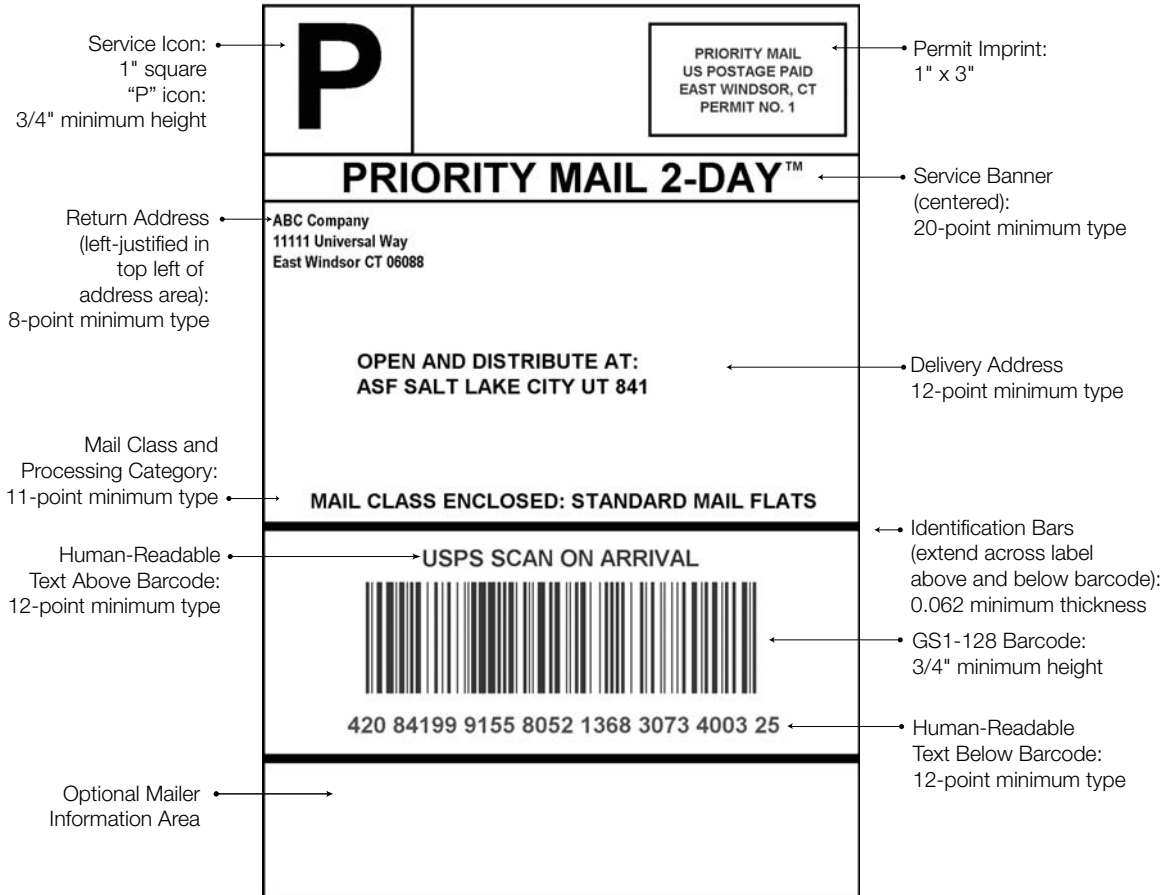 Service Icon:
1" square
“P” icon:
3/4" minimum height
P
PRIORITY MAIL
US POSTAGE PAID
EAST WINDSOR, CT
PERMIT NO. 1
Permit Imprint:
1" x 3"
PRIORITY MAIL 2-DAY™
Service Banner
(centered):
20-point minimum type
Return Address
(left-justified in
top left of
address area):
8-point minimum type
ABC Company
11111 Universal Way
East Windsor CT 06088
OPEN AND DISTRIBUTE AT:
ASF SALT LAKE CITY UT 841
Delivery Address
12-point minimum type
Mail Class and
Processing Category:
11-point minimum type
MAIL CLASS ENCLOSED: STANDARD MAIL FLATS
Identification Bars
(extend across label
above and below barcode):
0.062 minimum thickness
Human-Readable
Text Above Barcode:
12-point minimum type
USPS SCAN ON ARRIVAL
GS1-128 Barcode:
3/4" minimum height
420 84199 9155 8052 1368 3073 4003 25
Human-Readable
Text Below Barcode:
12-point minimum type
Optional Mailer
Information Area